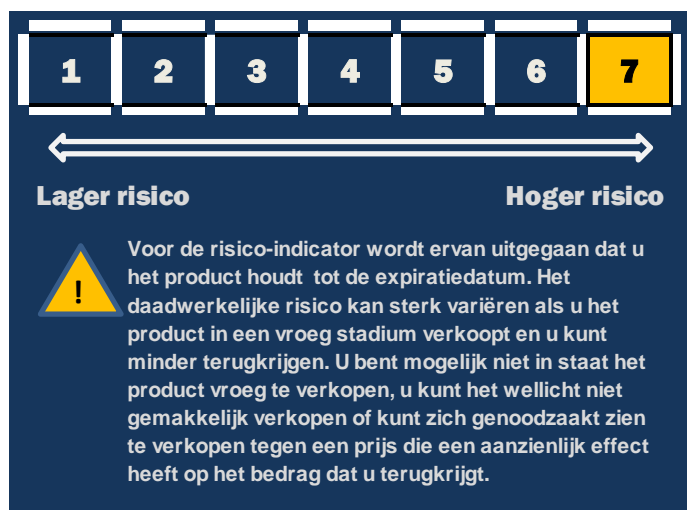 1 2 3 4 5 6 7
Lager risico Hoger risico
Voor de risico-indicator wordt ervan uitgegaan dat u
het product houdt tot de expiratiedatum. Het
! daadwerkelijke risico kan sterk variëren als u het
product in een vroeg stadium verkoopt en u kunt
minder terugkrijgen. U bent mogelijk niet in staat het
product vroeg te verkopen, u kunt het wellicht niet
gemakkelijk verkopen of kunt zich genoodzaakt zien
te verkopen tegen een prijs die een aanzienlijk effect
heeft op het bedrag dat u terugkrijgt.